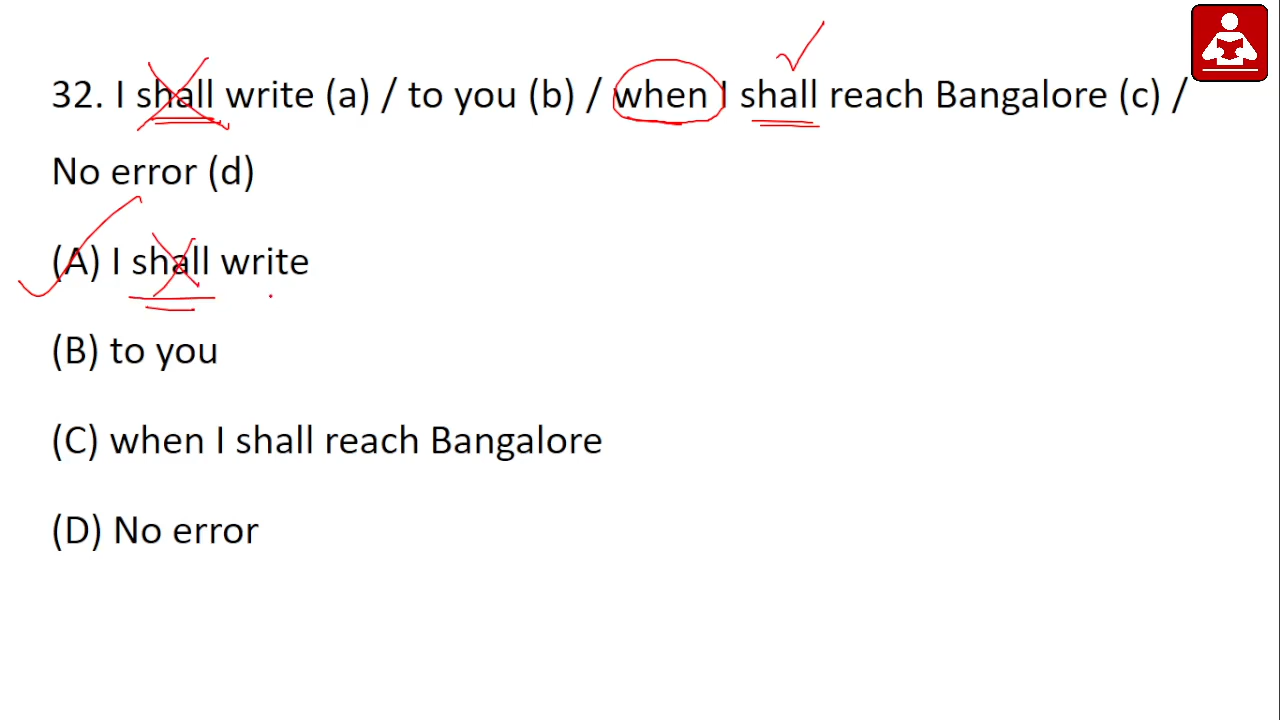 32. I shall write (a) / to you (b) / when I shall reach Bangalore (c) /
No error (d)
(A) I shall write
(B) to you
(C) when I shall reach Bangalore
(D) No error